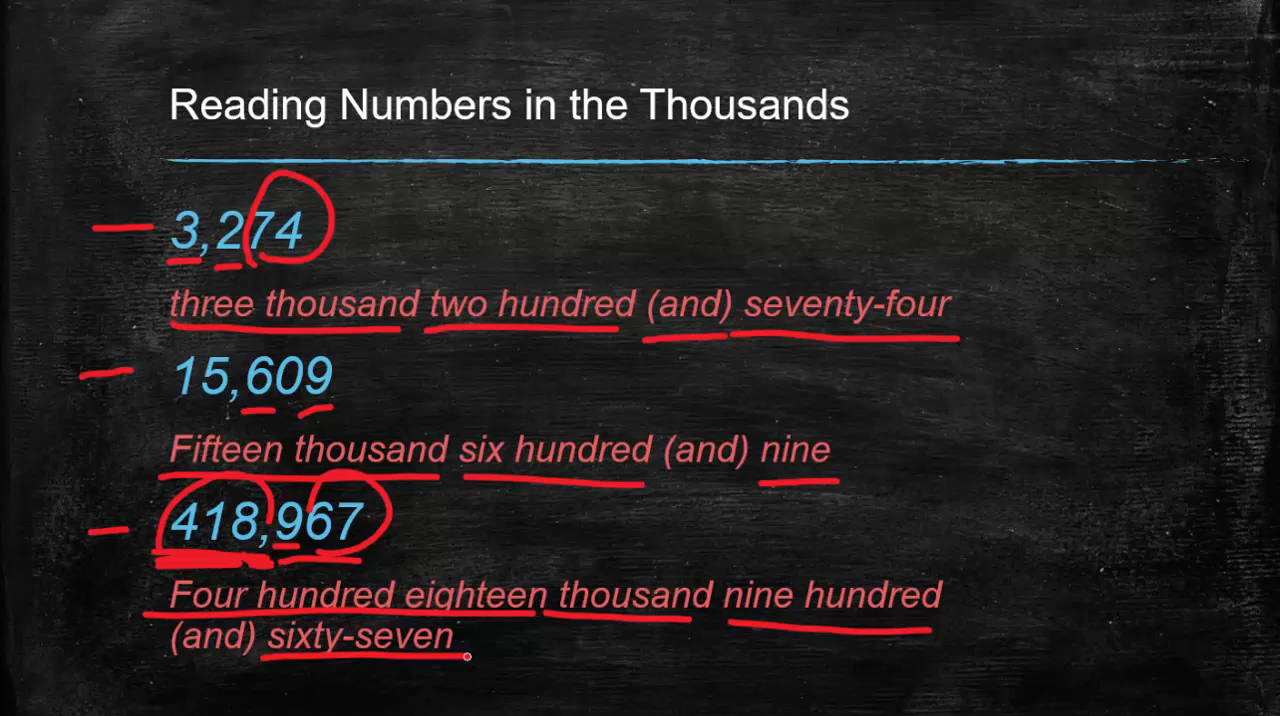 Reading Numbers in the Thousands
3,274
three thousand two hundred (and) seventy-four
15,609
Fifteen thousand six hundred (and) nine
418,967
Four hundred eighteen thousand nine hundred
(and) sixty-seven